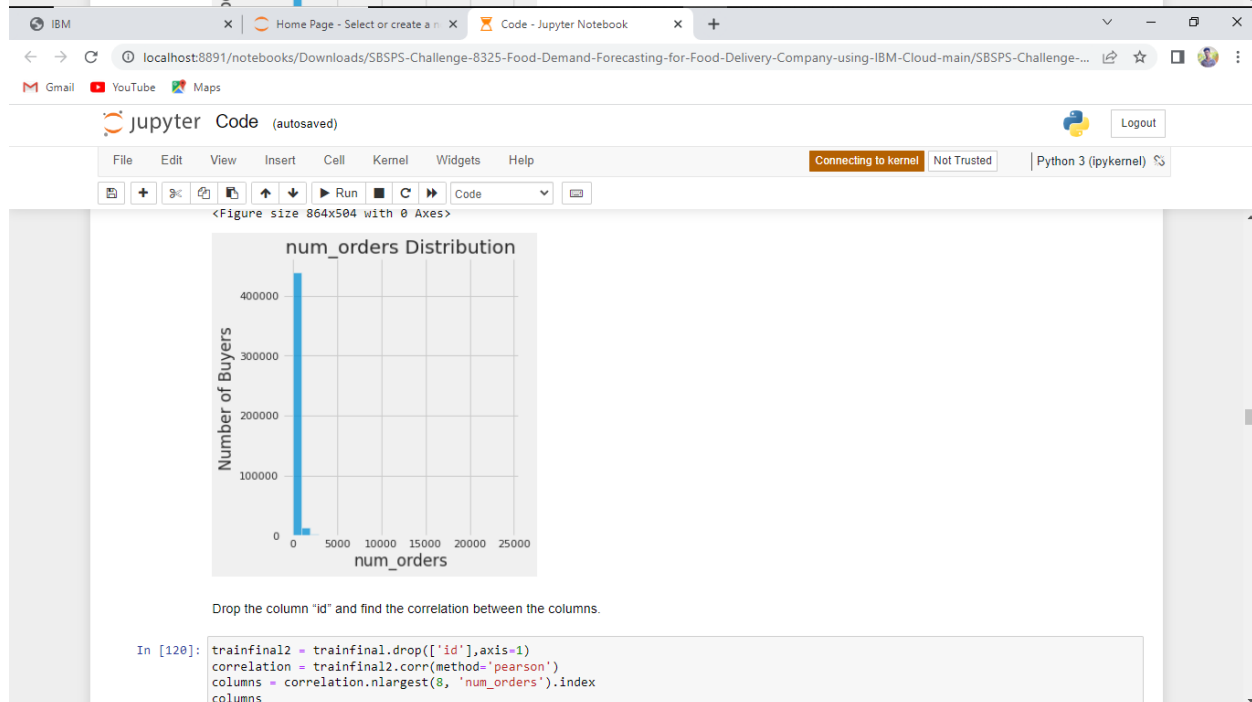 IBM
Home Page - Select or create a n
Code - Jupyter Notebook
localhost:8891/notebooks/Downloads/SBSPS-Challenge-8325-Food-Demand-Forecasting-for-Food-Delivery-Company-using-IBM-Cloud-main/SBSPS-Challenge-...
Gmail YouTube Maps
jupyter Code (autosaved)
Logout
File Edit View Insert Cell Kernel Widgets Help
Connecting to kernel Not Trusted Python 3 (ipykernel)
Run Code
<Figure size 864x504 with 0 Axes>
num_orders Distribution
Number of Buyers
400000
300000
200000
100000
0
0 5000 10000 15000 20000 25000
num_orders
Drop the column “id” and find the correlation between the columns.
In [120]: trainfinal2 = trainfinal.drop(['id'],axis=1)
correlation = trainfinal2.corr(method='pearson')
columns = correlation.nlargest(8, 'num_orders').index
columns